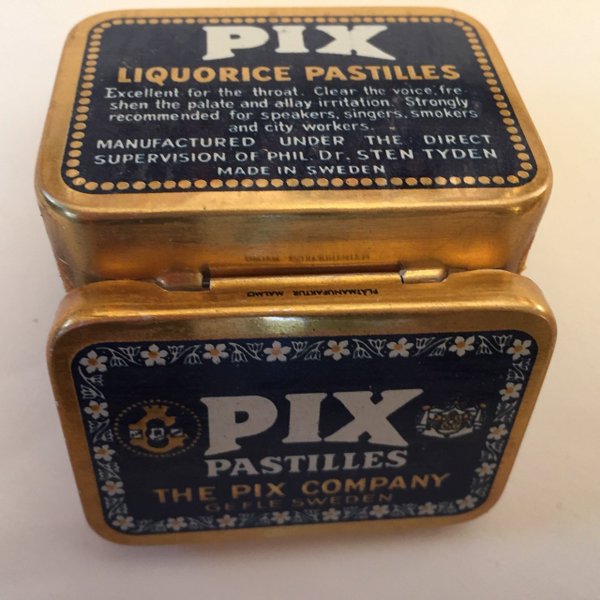 PIX
LIQUORICE PASTILLES
Excellent for the throat. Clear the voice, fre-
shen the palate and allay irritation. Strongly
recommended for speakers, singers, smokers
and city workers.
MANUFACTURED UNDER THE DIRECT
SUPERVISION OF PHIL. Dr. STEN TYDEN
MADE IN SWEDEN
PLÅTMANUFAKTUR MALMÖ
PIX
PASTILLES
THE PIX COMPANY
GEFLE SWEDEN